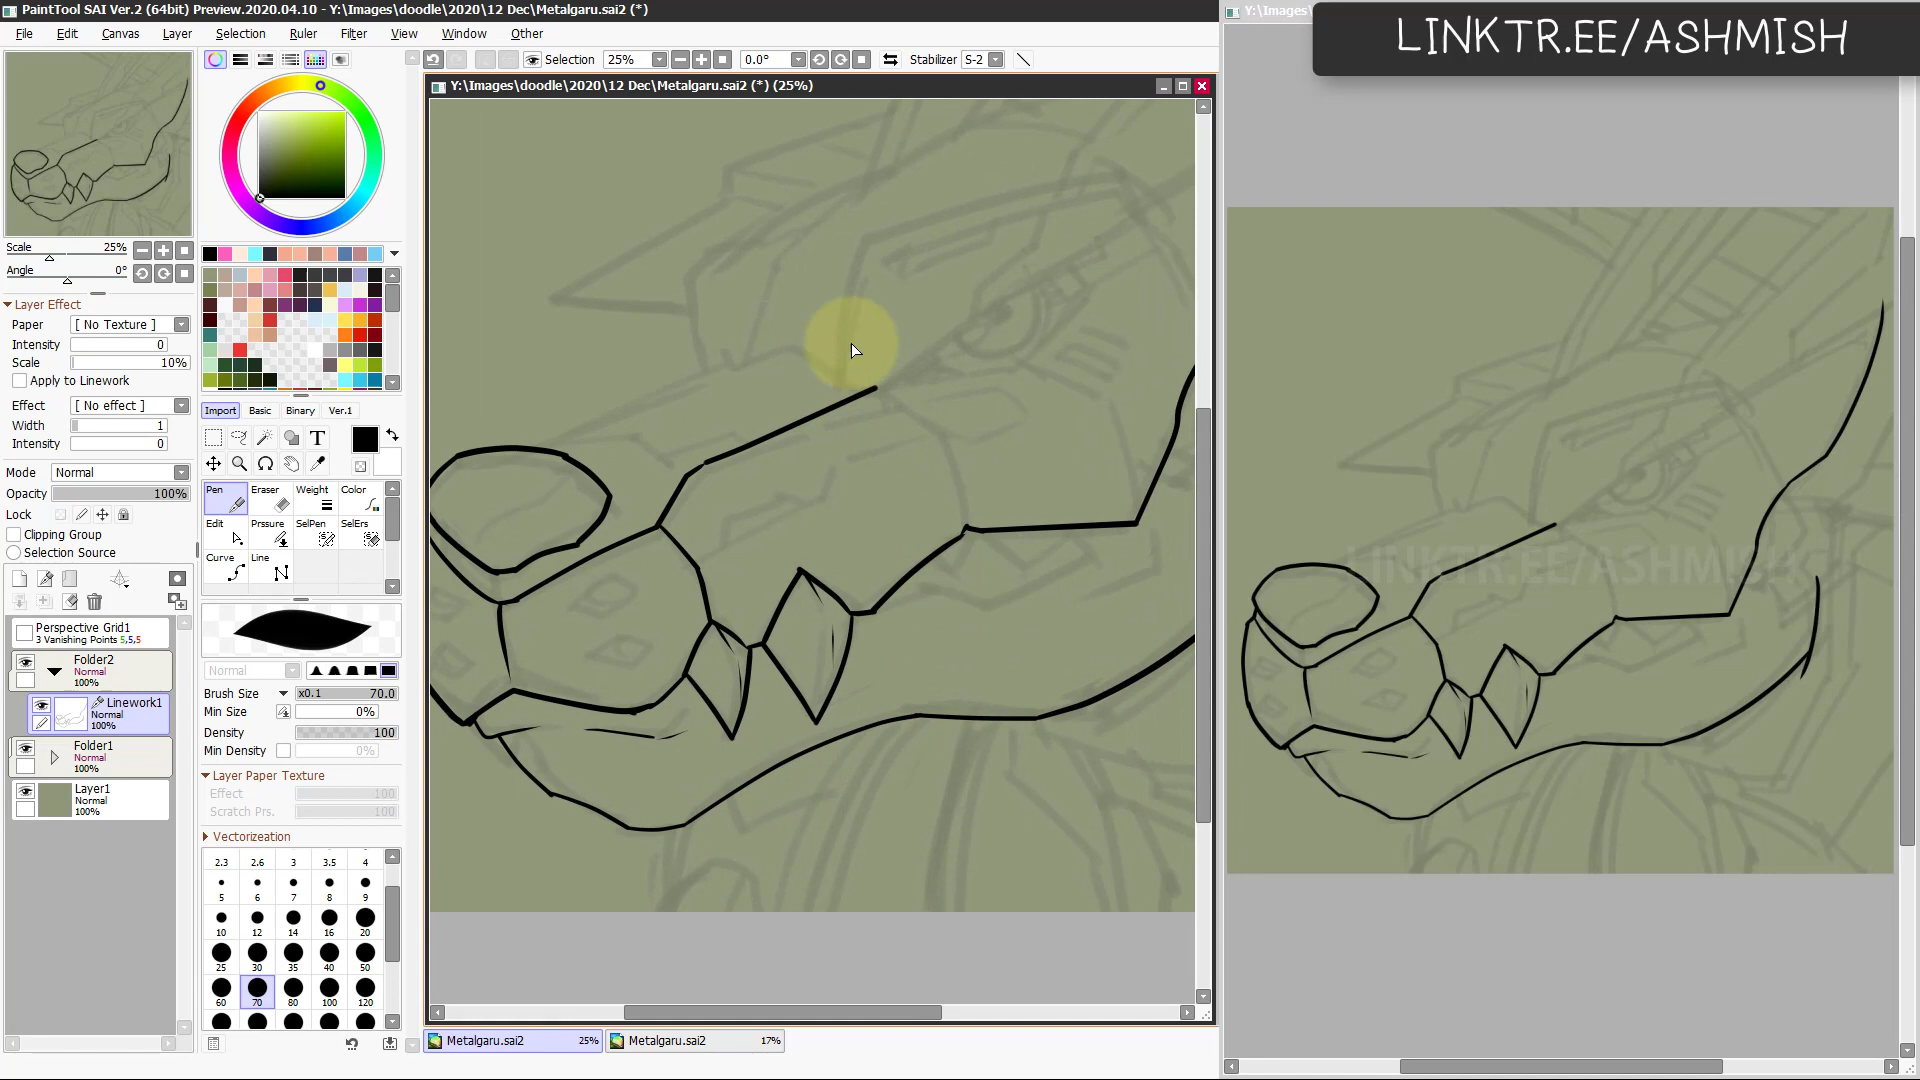 PaintTool SAI Ver.2 (64bit) Preview.2020.04.10 - Y:\Images\doodle\2020\12 Dec\Metalgaru.sai2 (*)
Y:\Images\
LINKTR.EE/ASHMISH
File Edit Canvas Layer Selection Ruler Filter View Window Other
Selection 25% 0.0° Stabilizer S-2
Y:\Images\doodle\2020\12 Dec\Metalgaru.sai2 (*) (25%)
Scale 25%
Angle 0°
Layer Effect
Paper [ No Texture ]
Intensity 0
Scale 10%
Apply to Linework
Effect [ No effect ]
Width 1
Intensity 0
Mode Normal
Opacity 100%
Lock
Clipping Group
Selection Source
Perspective Grid1
3 Vanishing Points 5,5,5
Folder2
Normal
100%
Linework1
Normal
100%
Folder1
Normal
100%
Layer1
Normal
100%
Import Basic Binary Ver.1
T
Pen Eraser Weight Color
Edit Prssure SelPen SelErs
Curve Line
Normal
Brush Size x0.1 70.0
Min Size 0%
Density 100
Min Density 100%
Layer Paper Texture
Effect 100
Scratch Prs. 100
Vectorization
2.3 2.6 3 3.5 4
5 6 7 8 9
10 12 14 16 20
25 30 35 40 50
60 70 80 100 120
LINKTR.EE/ASHMISH
Metalgaru.sai2 25% Metalgaru.sai2 17%